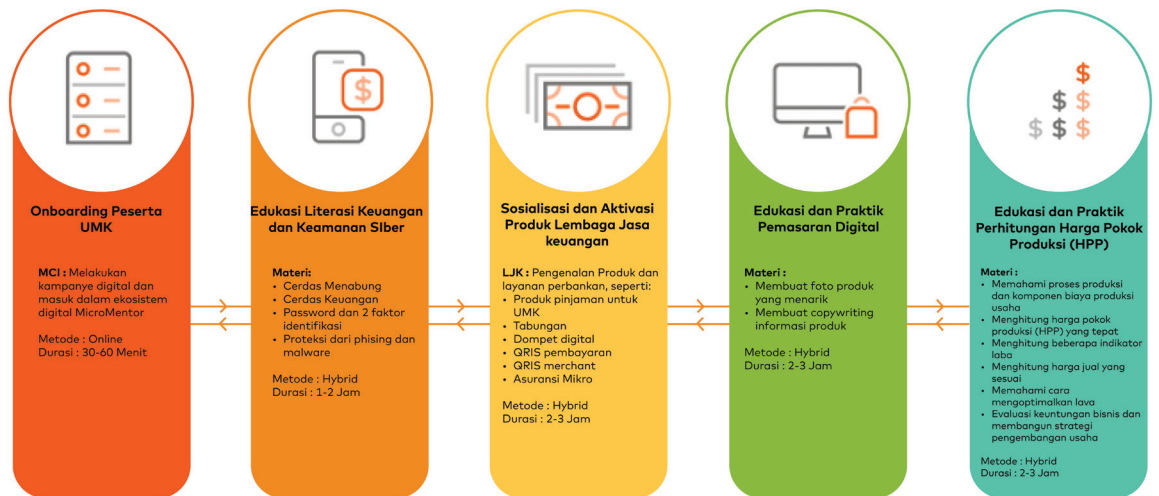 Onboarding Peserta
UMK
MCI : Melakukan
kampanye digital dan
masuk dalam ekosistem
digital MicroMentor
Metode : Online
Durasi : 30-60 Menit
Edukasi Literasi Keuangan
dan Keamanan SIber
Materi:
• Cerdas Menabung
• Cerdas Keuangan
• Password dan 2 faktor
identifikasi
• Proteksi dari phising dan
malware
Metode : Hybrid
Durasi : 1-2 Jam
Sosialisasi dan Aktivasi
Produk Lembaga Jasa
keuangan
LJK : Pengenalan Produk dan
layanan perbankan, seperti:
• Produk pinjaman untuk
UMK
• Tabungan
• Dompet digital
• QRIS pembayaran
• QRIS merchant
• Asuransi Mikro
Metode : Hybrid
Durasi : 2-3 Jam
Edukasi dan Praktik
Pemasaran Digital
Materi :
• Membuat foto produk
yang menarik
• Membuat copywriting
informasi produk
Metode : Hybrid
Durasi : 2-3 Jam
Edukasi dan Praktik
Perhitungan Harga Pokok
Produksi (HPP)
Materi :
• Memahami proses produksi
dan komponen biaya produksi
usaha
• Menghitung harga pokok
produksi (HPP) yang tepat
• Menghitung beberapa indikator
laba
• Menghitung harga jual yang
sesuai
• Memahami cara
mengoptimalkan lava
• Evaluasi keuntungan bisnis dan
membangun strategi
pengembangan usaha
Metode : Hybrid
Durasi : 2-3 Jam